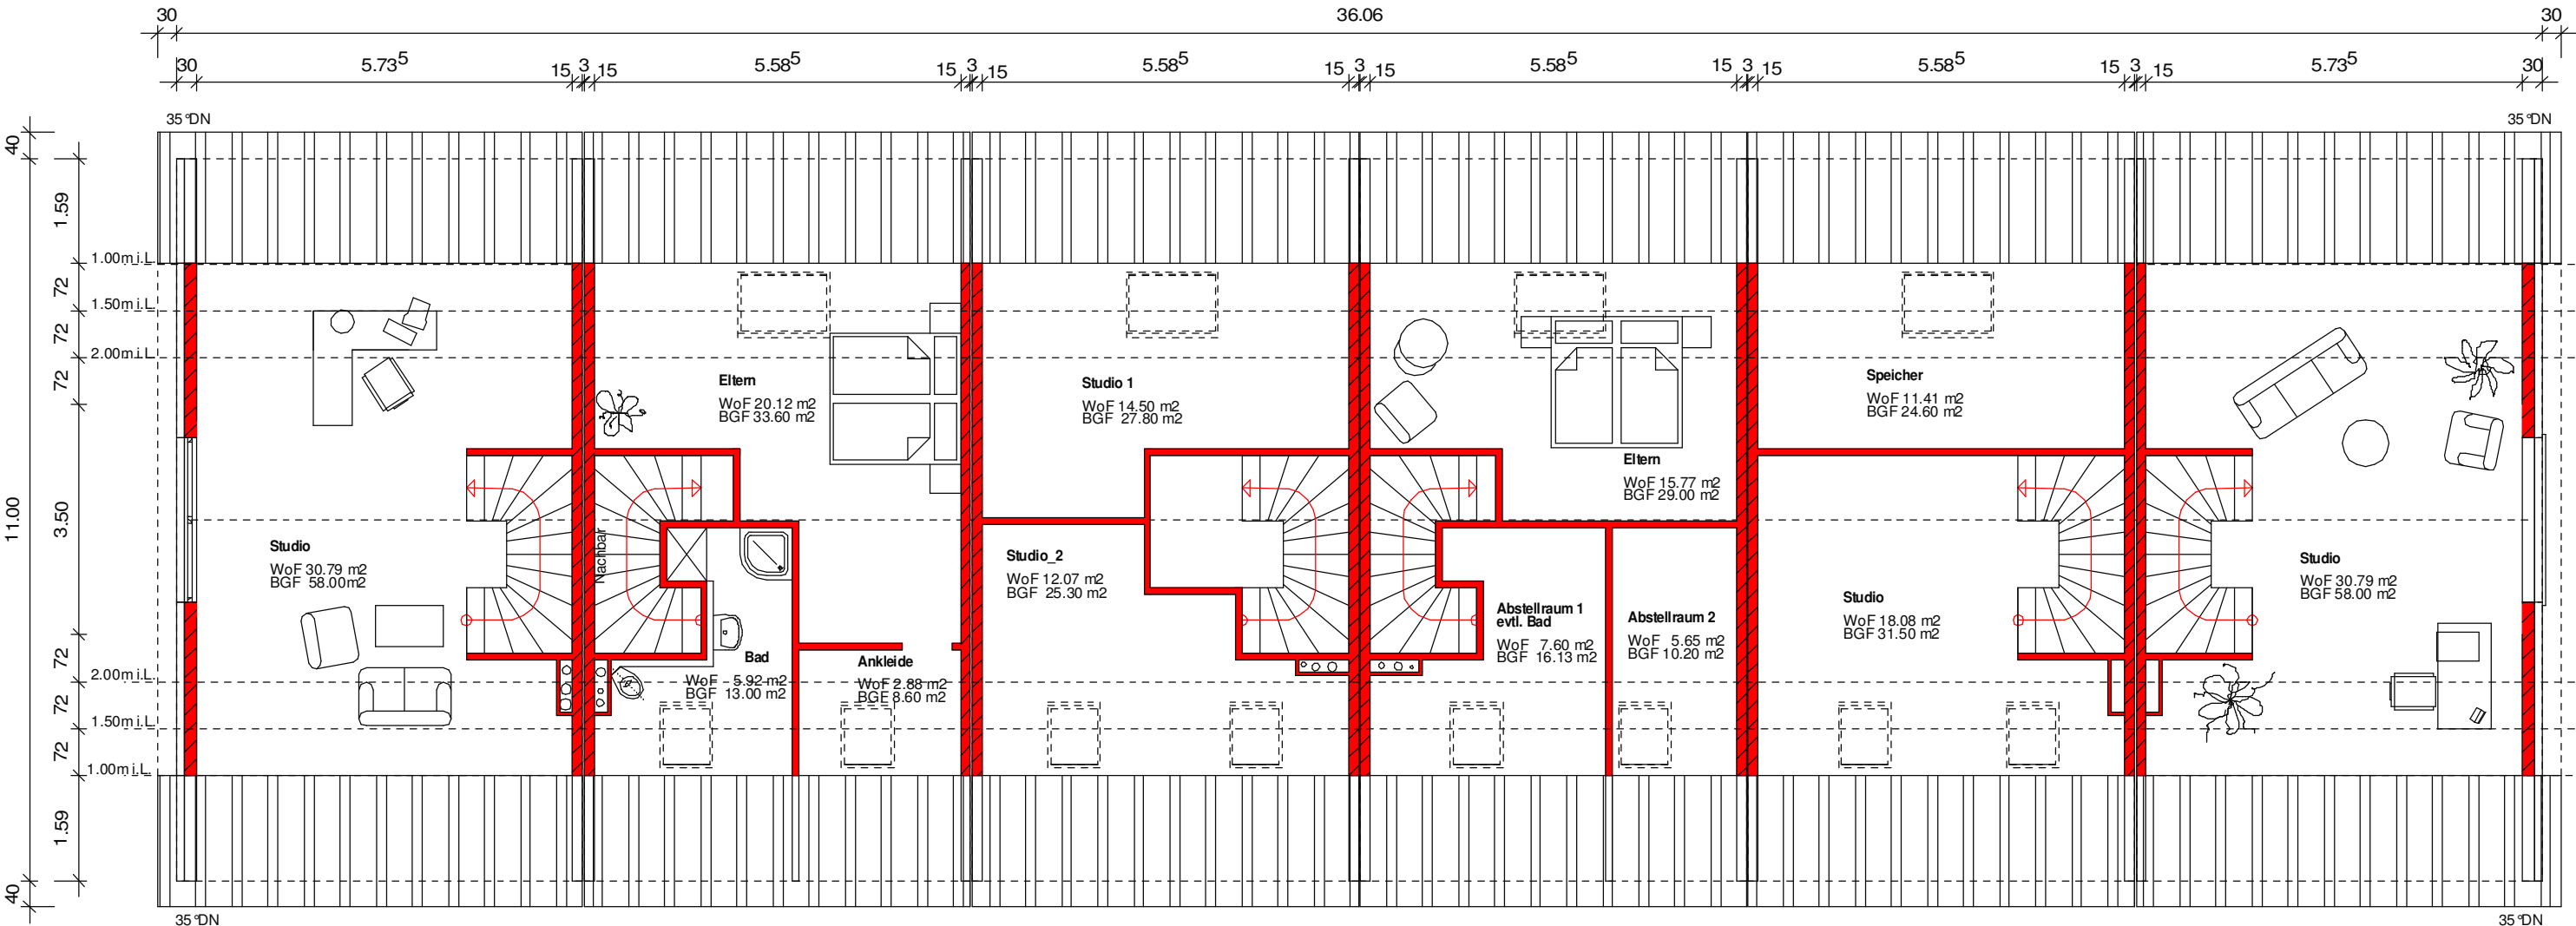 30 36.06 30
30 5.73⁵ 15 3 15 5.58⁵ 15 3 15 5.58⁵ 15 3 15 5.58⁵ 15 3 15 5.58⁵ 15 3 15 5.73⁵ 30
35°DN 35°DN
40
1.59
1.00m i.L.
72
1.50m i.L.
72
2.00m i.L.
72
11.00
3.50
72
2.00m i.L.
72
1.50m i.L.
72
1.00m i.L.
1.59
40
Studio
WoF 30.79 m2
BGF 58.00m2
Nachbar
Eltern
WoF 20.12 m2
BGF 33.60 m2
Bad
WoF 5.92 m2
BGF 13.00 m2
Ankleide
WoF 2.88 m2
BGF 8.60 m2
Studio 1
WoF 14.50 m2
BGF 27.80 m2
Studio_2
WoF 12.07 m2
BGF 25.30 m2
Eltern
WoF 15.77 m2
BGF 29.00 m2
Abstellraum 1
evtl. Bad
WoF 7.60 m2
BGF 16.13 m2
Abstellraum 2
WoF 5.65 m2
BGF 10.20 m2
Speicher
WoF 11.41 m2
BGF 24.60 m2
Studio
WoF 18.08 m2
BGF 31.50 m2
Studio
WoF 30.79 m2
BGF 58.00 m2
35°DN 35°DN